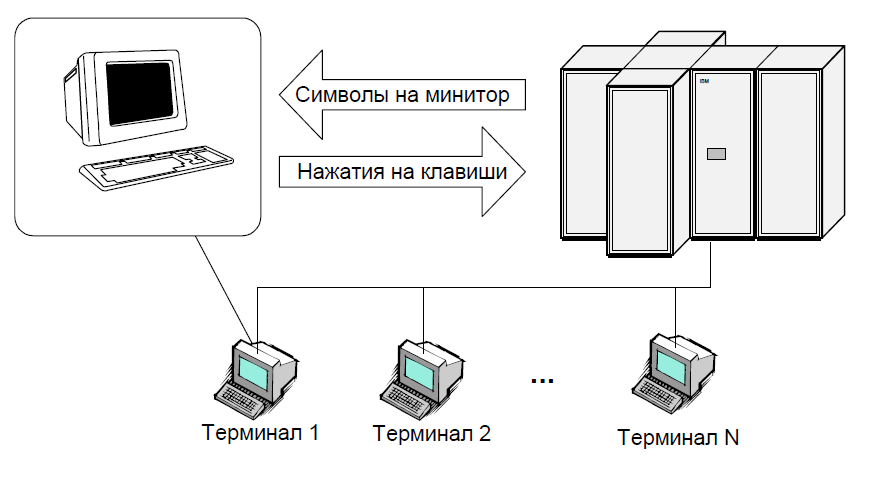 Символы на минитор
IBM
Нажатия на клавиши
...
Терминал 1
Терминал 2
Терминал N